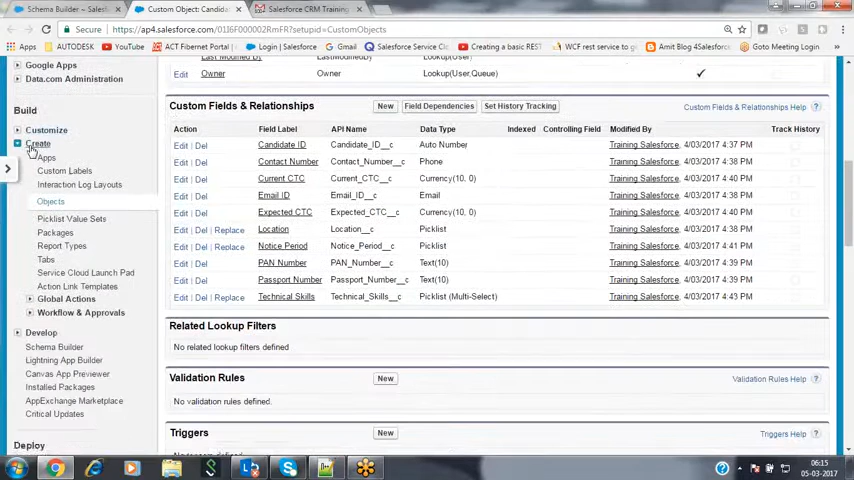 Schema Builder ~ Salesforc
Custom Object: Candida
Salesforce CRM Training
Secure
https://ap4.salesforce.com/01I6F000002RmFR?setupid=CustomObjects
Apps
AUTODESK
YouTube
ACT Fibernet Portal
Login | Salesforce
Gmail
Salesforce Service Clo
Creating a basic REST
WCF rest service to
Amit Blog 4Salesforce
Goto Meeting
Google Apps
Data.com Administration
Build
Customize
Create
Apps
Custom Labels
Interaction Log Layouts
Objects
Picklist Value Sets
Packages
Report Types
Tabs
Service Cloud Launch Pad
Action Link Templates
Global Actions
Workflow & Approvals
Develop
Schema Builder
Lightning App Builder
Canvas App Previewer
Installed Packages
AppExchange Marketplace
Critical Updates
Deploy
Last Modified By LastModifiedBy Lookup(User)
Edit Owner Owner Lookup(User,Queue)
Custom Fields & Relationships New Field Dependencies Set History Tracking Custom Fields & Relationships Help ?
Action Field Label API Name Data Type Indexed Controlling Field Modified By Track History
Edit | Del Candidate ID Candidate_ID__c Auto Number Training Salesforce, 4/03/2017 4:37 PM
Edit | Del Contact Number Contact_Number__c Phone Training Salesforce, 4/03/2017 4:38 PM
Edit | Del Current CTC Current_CTC__c Currency(10, 0) Training Salesforce, 4/03/2017 4:40 PM
Edit | Del Email ID Email_ID__c Email Training Salesforce, 4/03/2017 4:38 PM
Edit | Del Expected CTC Expected_CTC__c Currency(10, 0) Training Salesforce, 4/03/2017 4:40 PM
Edit | Del | Replace Location Location__c Picklist Training Salesforce, 4/03/2017 4:38 PM
Edit | Del | Replace Notice Period Notice_Period__c Picklist Training Salesforce, 4/03/2017 4:41 PM
Edit | Del PAN Number PAN_Number__c Text(10) Training Salesforce, 4/03/2017 4:39 PM
Edit | Del Passport Number Passport_Number__c Text(10) Training Salesforce, 4/03/2017 4:39 PM
Edit | Del | Replace Technical Skills Technical_Skills__c Picklist (Multi-Select) Training Salesforce, 4/03/2017 4:43 PM
Related Lookup Filters
No related lookup filters defined
Validation Rules New Validation Rules Help ?
No validation rules defined.
Triggers New Triggers Help ?
06:15
05-03-2017